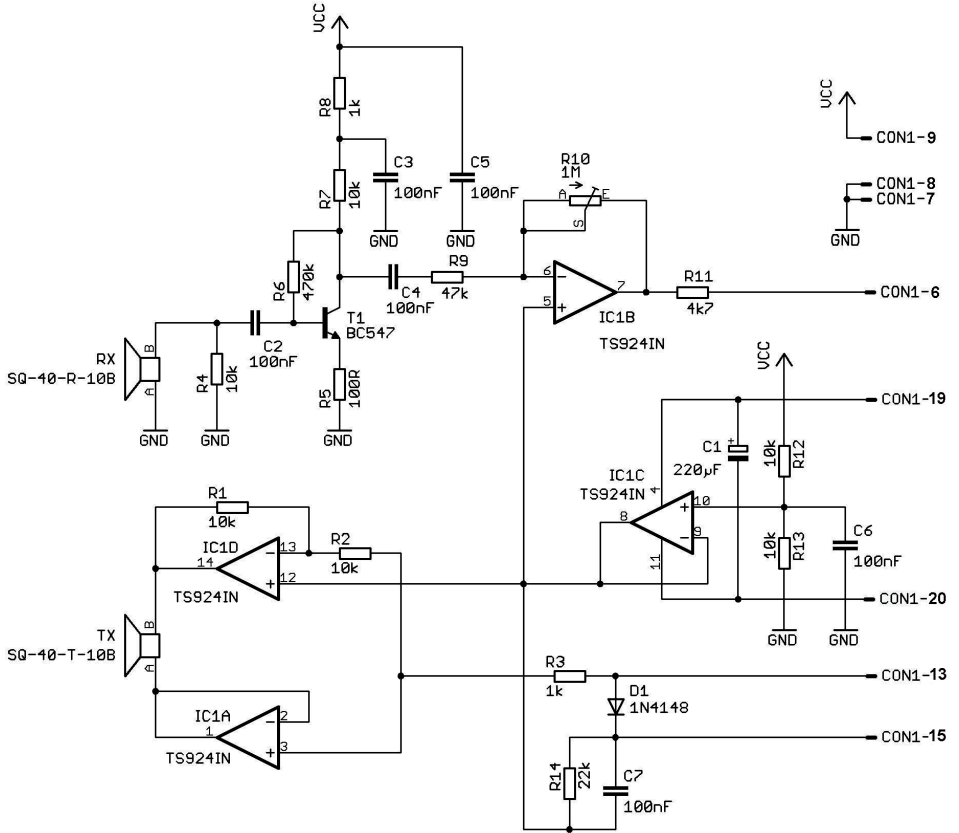 VCC
R8
1k
C3
100nF
C5
100nF
R7
10k
GND
GND
R10
1M
A
E
S
VCC
CON1-9
CON1-8
CON1-7
GND
R6
470k
C4
100nF
R9
47k
6
-
5
+
7
IC1B
TS924IN
R11
4k7
CON1-6
RX
SQ-40-R-10B
B
A
GND
R4
10k
GND
C2
100nF
T1
BC547
R5
100R
GND
VCC
CON1-19
C1
+
220µF
10k
R12
IC1C
TS924IN
4
8
+
10
-
9
11
10k
R13
C6
100nF
CON1-20
GND
GND
R1
10k
IC1D
14
-
13
+
12
TS924IN
R2
10k
TX
SQ-40-T-10B
B
A
IC1A
1
-
2
+
3
TS924IN
R3
1k
CON1-13
D1
1N4148
CON1-15
R14
22k
C7
100nF